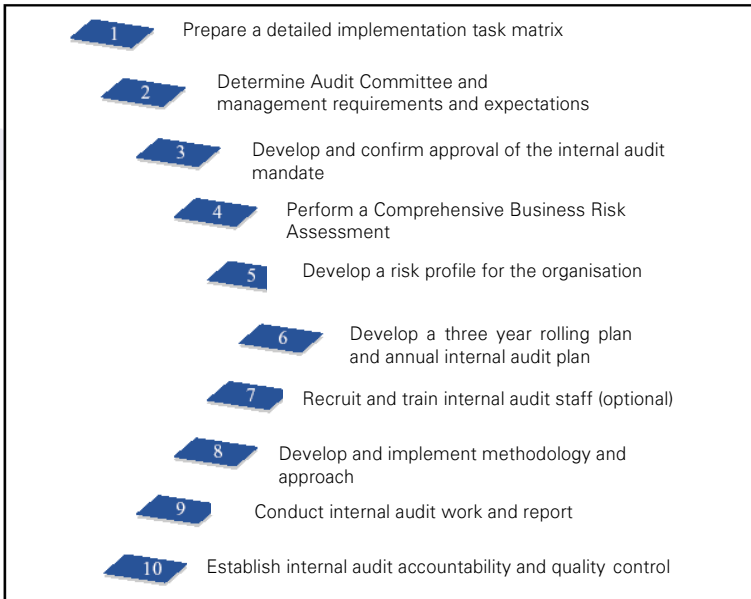 1 Prepare a detailed implementation task matrix
2 Determine Audit Committee and
management requirements and expectations
3 Develop and confirm approval of the internal audit
mandate
4 Perform a Comprehensive Business Risk
Assessment
5 Develop a risk profile for the organisation
6 Develop a three year rolling plan
and annual internal audit plan
7 Recruit and train internal audit staff (optional)
8 Develop and implement methodology and
approach
9 Conduct internal audit work and report
10 Establish internal audit accountability and quality control